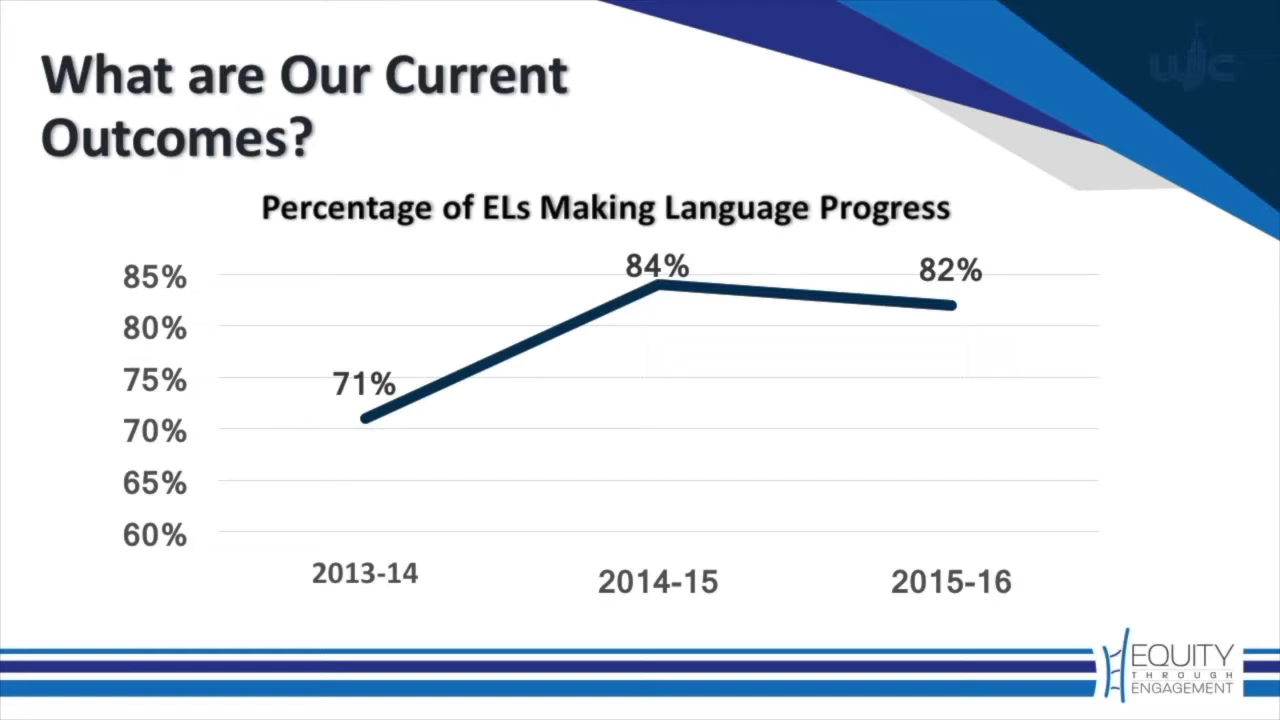 What are Our Current
Outcomes?
Percentage of ELs Making Language Progress
85%
80%
75%
70%
65%
60%
71%
84%
82%
2013-14
2014-15
2015-16
EQUITY
THROUGH
ENGAGEMENT